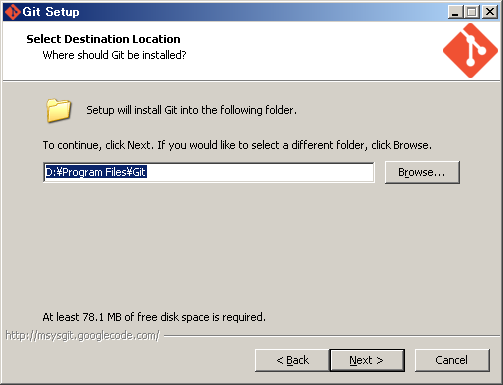 Git Setup
Select Destination Location
Where should Git be installed?
Setup will install Git into the following folder.
To continue, click Next. If you would like to select a different folder, click Browse.
D:¥Program Files¥Git
Browse...
At least 78.1 MB of free disk space is required.
http://msysgit.googlecode.com/
< Back
Next >
Cancel